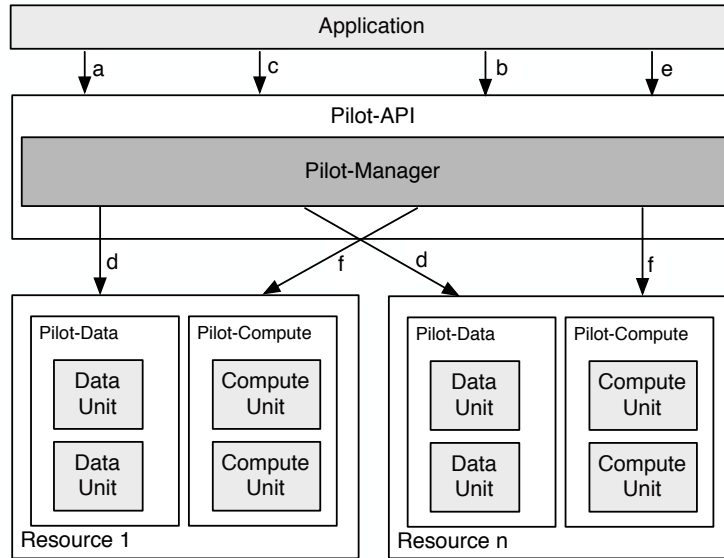 Application
a
c
b
e
Pilot-API
Pilot-Manager
d
f
d
f
Pilot-Data
Pilot-Compute
Data
Unit
Compute
Unit
Data
Unit
Compute
Unit
Resource 1
Pilot-Data
Pilot-Compute
Data
Unit
Compute
Unit
Data
Unit
Compute
Unit
Resource n